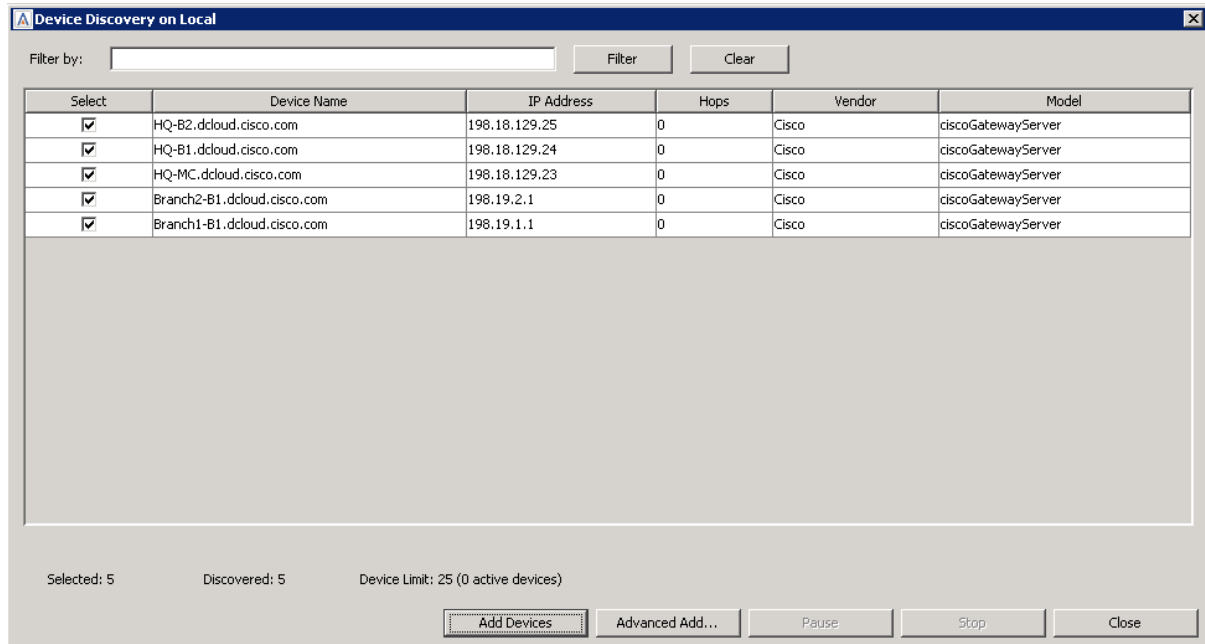 Device Discovery on Local
Filter by: Filter Clear
Select Device Name IP Address Hops Vendor Model
HQ-B2.dcloud.cisco.com 198.18.129.25 0 Cisco ciscoGatewayServer
HQ-B1.dcloud.cisco.com 198.18.129.24 0 Cisco ciscoGatewayServer
HQ-MC.dcloud.cisco.com 198.18.129.23 0 Cisco ciscoGatewayServer
Branch2-B1.dcloud.cisco.com 198.19.2.1 0 Cisco ciscoGatewayServer
Branch1-B1.dcloud.cisco.com 198.19.1.1 0 Cisco ciscoGatewayServer
Selected: 5 Discovered: 5 Device Limit: 25 (0 active devices)
Add Devices Advanced Add... Pause Stop Close